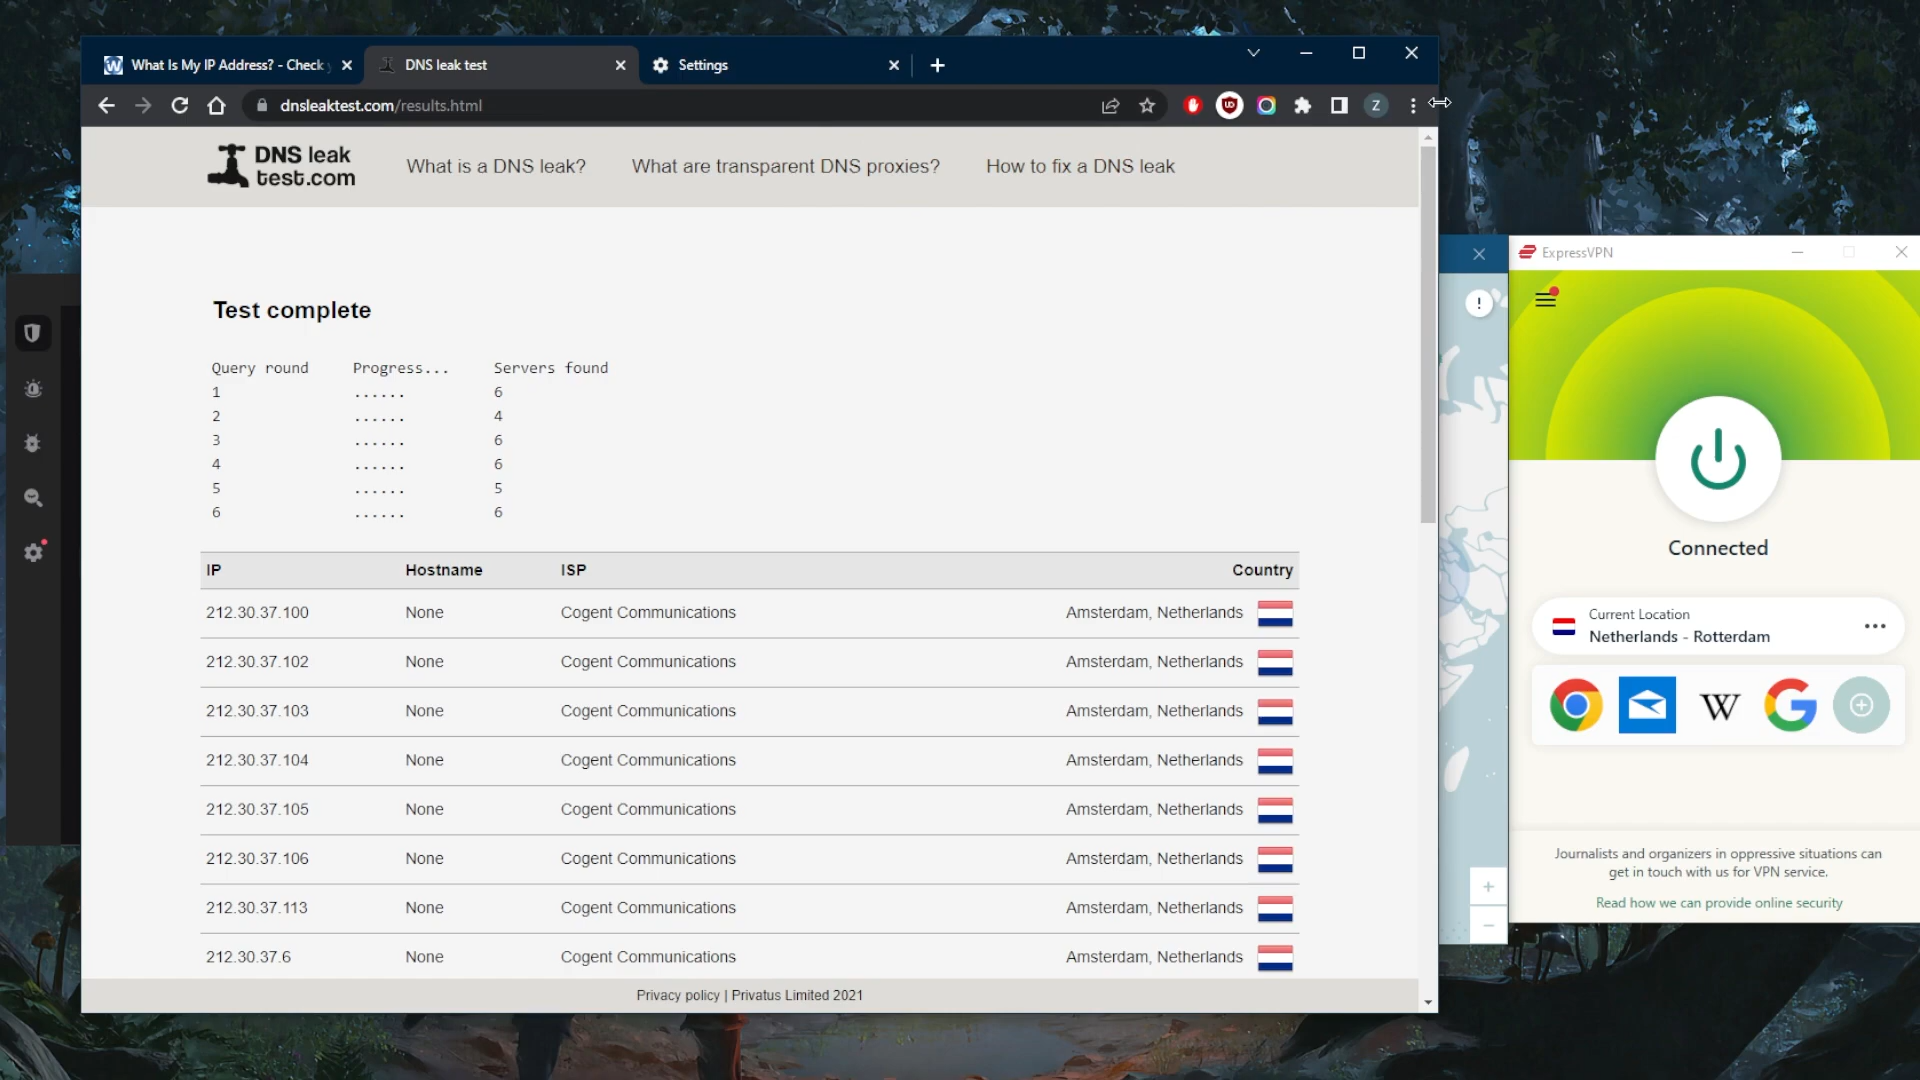 What Is My IP Address? - Check
DNS leak test
Settings
dnsleaktest.com/results.html
Z
DNS leak
test.com
What is a DNS leak?
What are transparent DNS proxies?
How to fix a DNS leak
Test complete
Query round Progress... Servers found
1 ...... 6
2 ...... 4
3 ...... 6
4 ...... 6
5 ...... 5
6 ...... 6
IP Hostname ISP Country
212.30.37.100 None Cogent Communications Amsterdam, Netherlands
212.30.37.102 None Cogent Communications Amsterdam, Netherlands
212.30.37.103 None Cogent Communications Amsterdam, Netherlands
212.30.37.104 None Cogent Communications Amsterdam, Netherlands
212.30.37.105 None Cogent Communications Amsterdam, Netherlands
212.30.37.106 None Cogent Communications Amsterdam, Netherlands
212.30.37.113 None Cogent Communications Amsterdam, Netherlands
212.30.37.6 None Cogent Communications Amsterdam, Netherlands
Privacy policy | Privatus Limited 2021
ExpressVPN
Connected
Current Location
Netherlands - Rotterdam
Journalists and organizers in oppressive situations can
get in touch with us for VPN service.
Read how we can provide online security